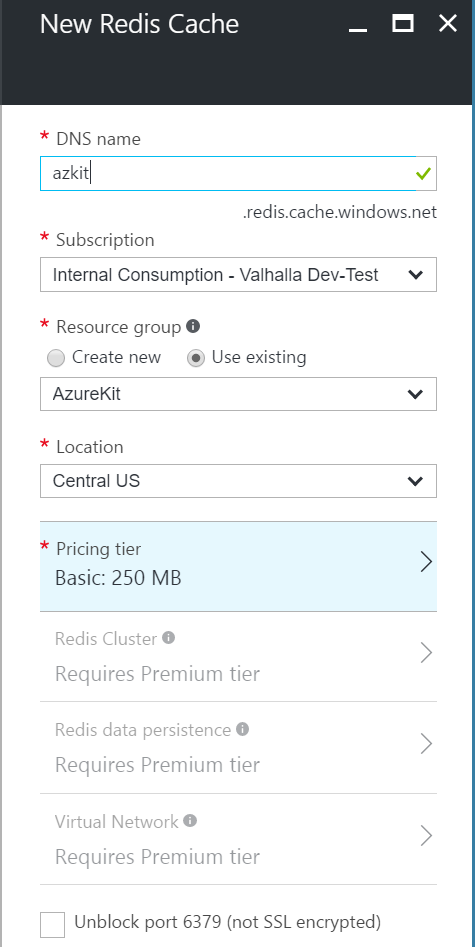 New Redis Cache
* DNS name
azkit
.redis.cache.windows.net
* Subscription
Internal Consumption - Valhalla Dev-Test
* Resource group
Create new Use existing
AzureKit
* Location
Central US
* Pricing tier
Basic: 250 MB
Redis Cluster
Requires Premium tier
Redis data persistence
Requires Premium tier
Virtual Network
Requires Premium tier
Unblock port 6379 (not SSL encrypted)